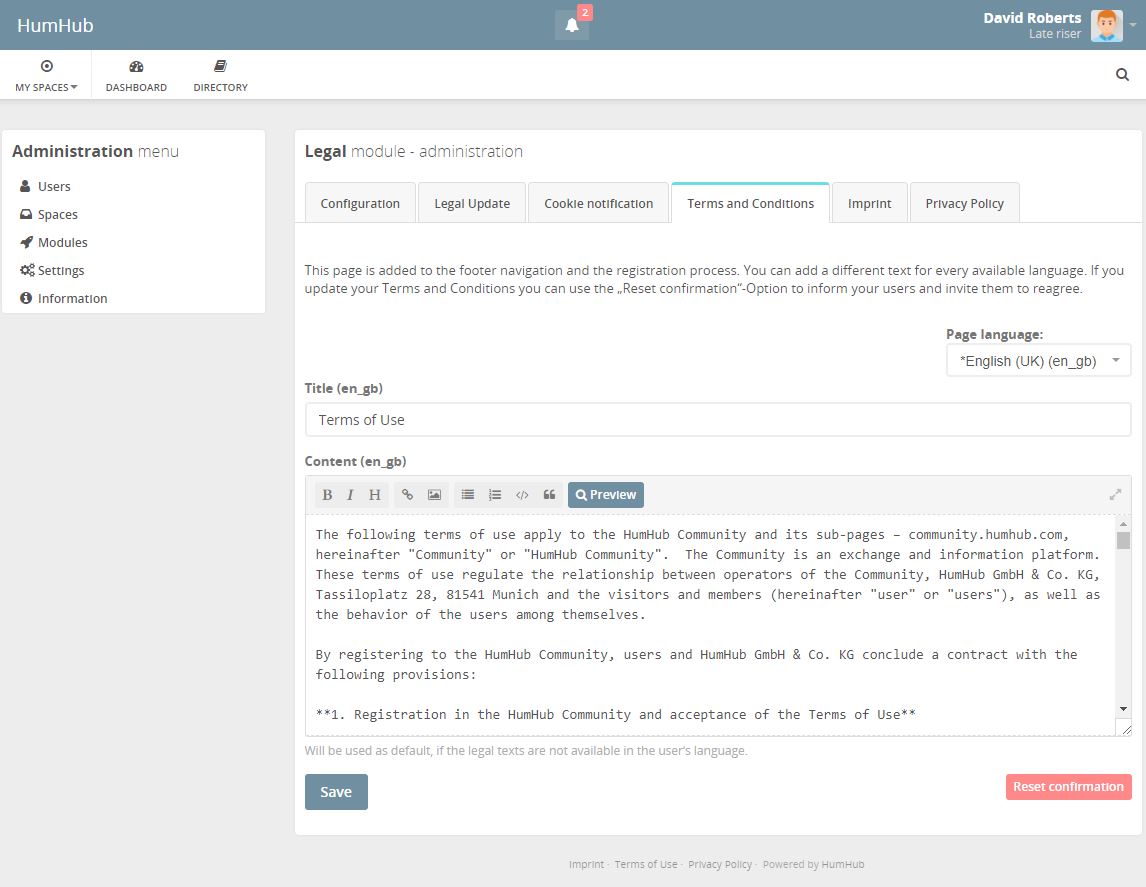 HumHub
2
David Roberts
Late riser
MY SPACES
DASHBOARD
DIRECTORY
Administration menu
Users
Spaces
Modules
Settings
Information
Legal module - administration
Configuration
Legal Update
Cookie notification
Terms and Conditions
Imprint
Privacy Policy
This page is added to the footer navigation and the registration process. You can add a different text for every available language. If you
update your Terms and Conditions you can use the „Reset confirmation“-Option to inform your users and invite them to reagree.
Page language:
*English (UK) (en_gb)
Title (en_gb)
Terms of Use
Content (en_gb)
B I H
Preview
The following terms of use apply to the HumHub Community and its sub-pages – community.humhub.com,
hereinafter "Community" or "HumHub Community".  The Community is an exchange and information platform.
These terms of use regulate the relationship between operators of the Community, HumHub GmbH & Co. KG,
Tassiloplatz 28, 81541 Munich and the visitors and members (hereinafter "user" or "users"), as well as
the behavior of the users among themselves.
By registering to the HumHub Community, users and HumHub GmbH & Co. KG conclude a contract with the
following provisions:
**1. Registration in the HumHub Community and acceptance of the Terms of Use**
Will be used as default, if the legal texts are not available in the user's language.
Save
Reset confirmation
Imprint · Terms of Use · Privacy Policy · Powered by HumHub